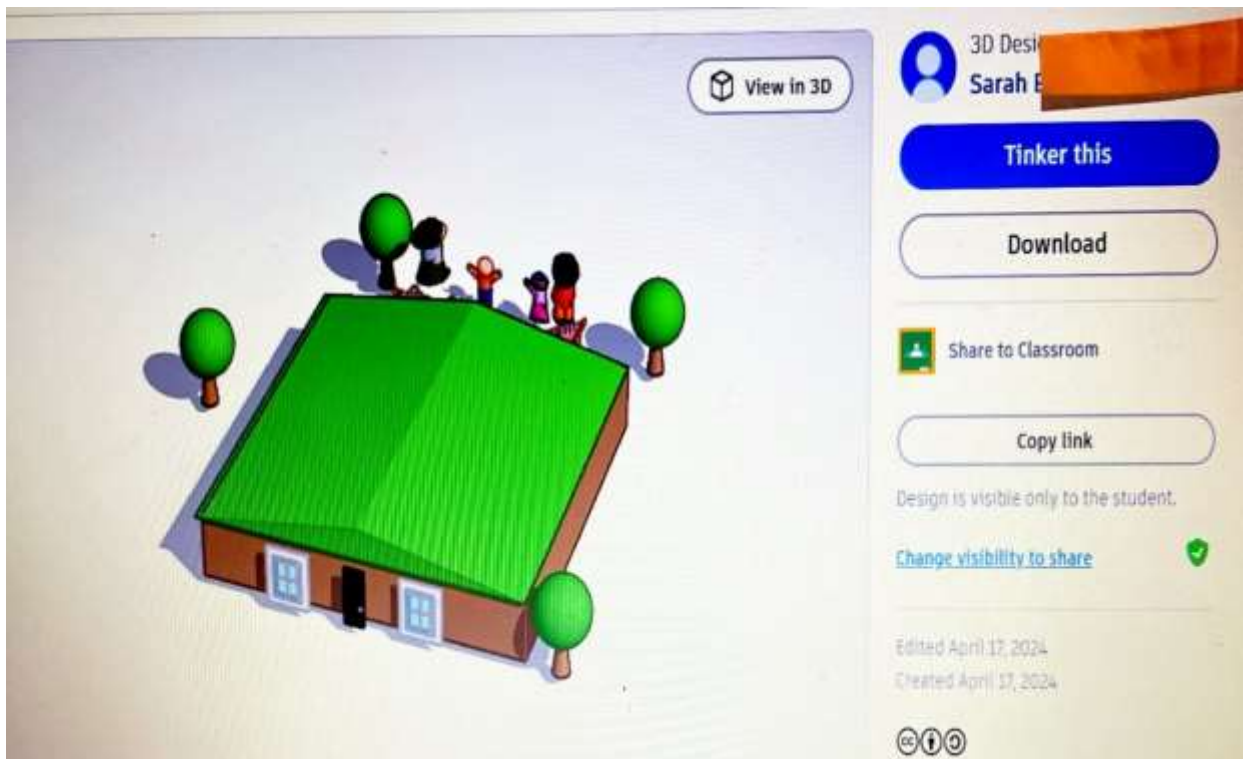 View in 3D
3D Desi
Sarah
Tinker this
Download
Share to Classroom
Copy link
Design is visible only to the student.
Change visibility to share
Edited April 17, 2024
Created April 17, 2024
cc